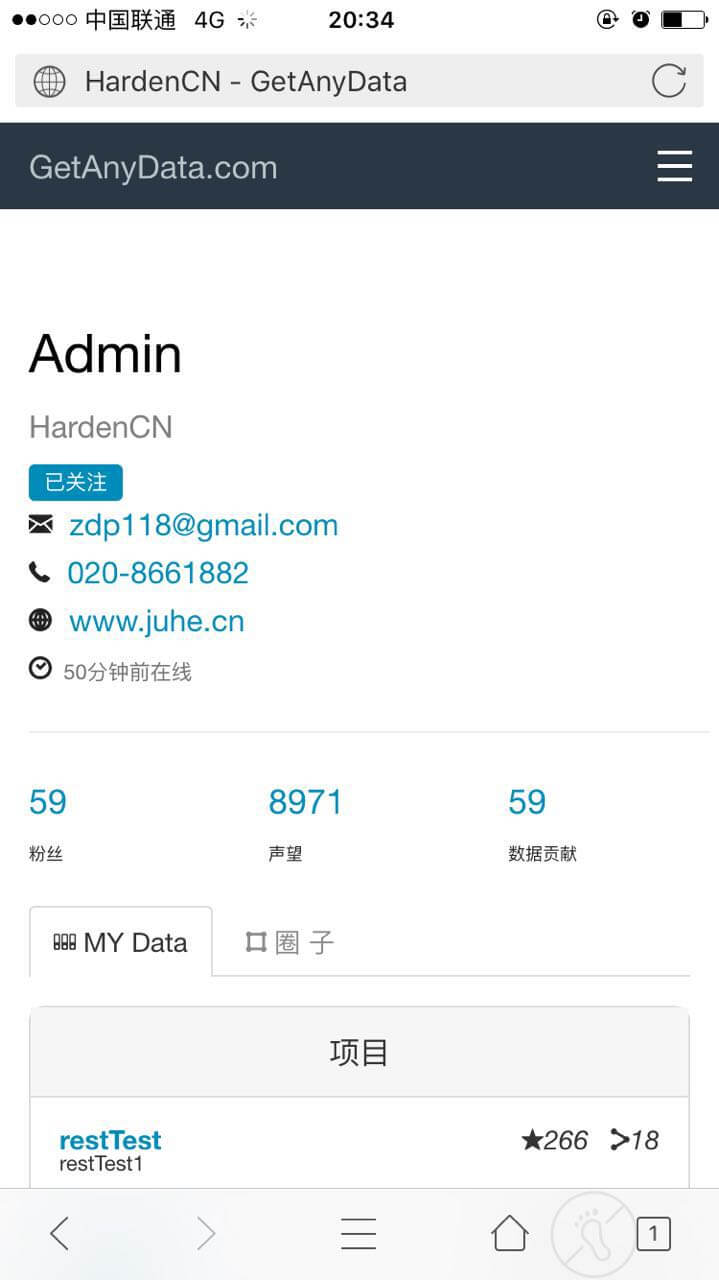 中国联通 4G 20:34
HardenCN - GetAnyData
GetAnyData.com
Admin
HardenCN
已关注
zdp118@gmail.com
020-8661882
www.juhe.cn
50分钟前在线
59 8971 59
粉丝 声望 数据贡献
MY Data 圈 子
项目
restTest ★266 18
restTest1
1